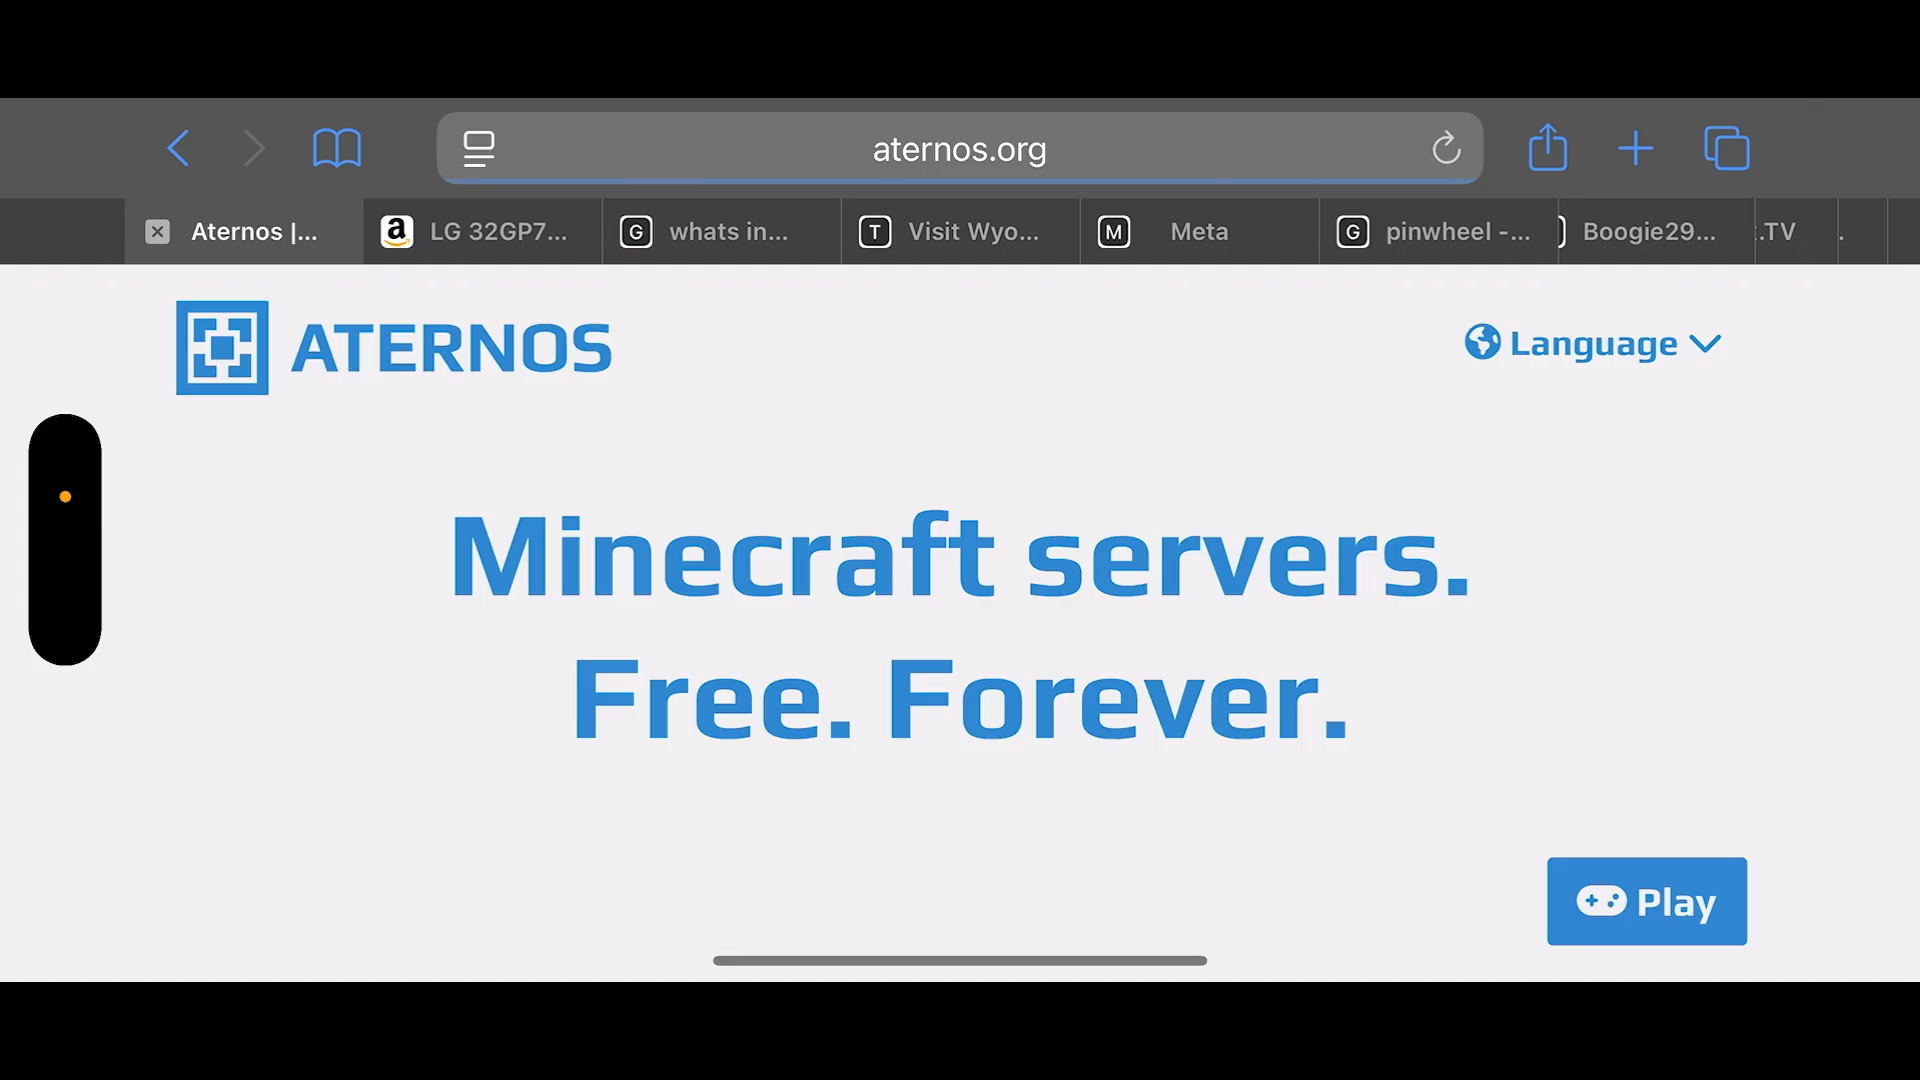 aternos.org
Aternos |...
LG 32GP7...
G whats in...
T Visit Wyo...
M Meta
G pinwheel -...
Boogie29...
.TV
.
ATERNOS
Language
Minecraft servers.
Free. Forever.
Play